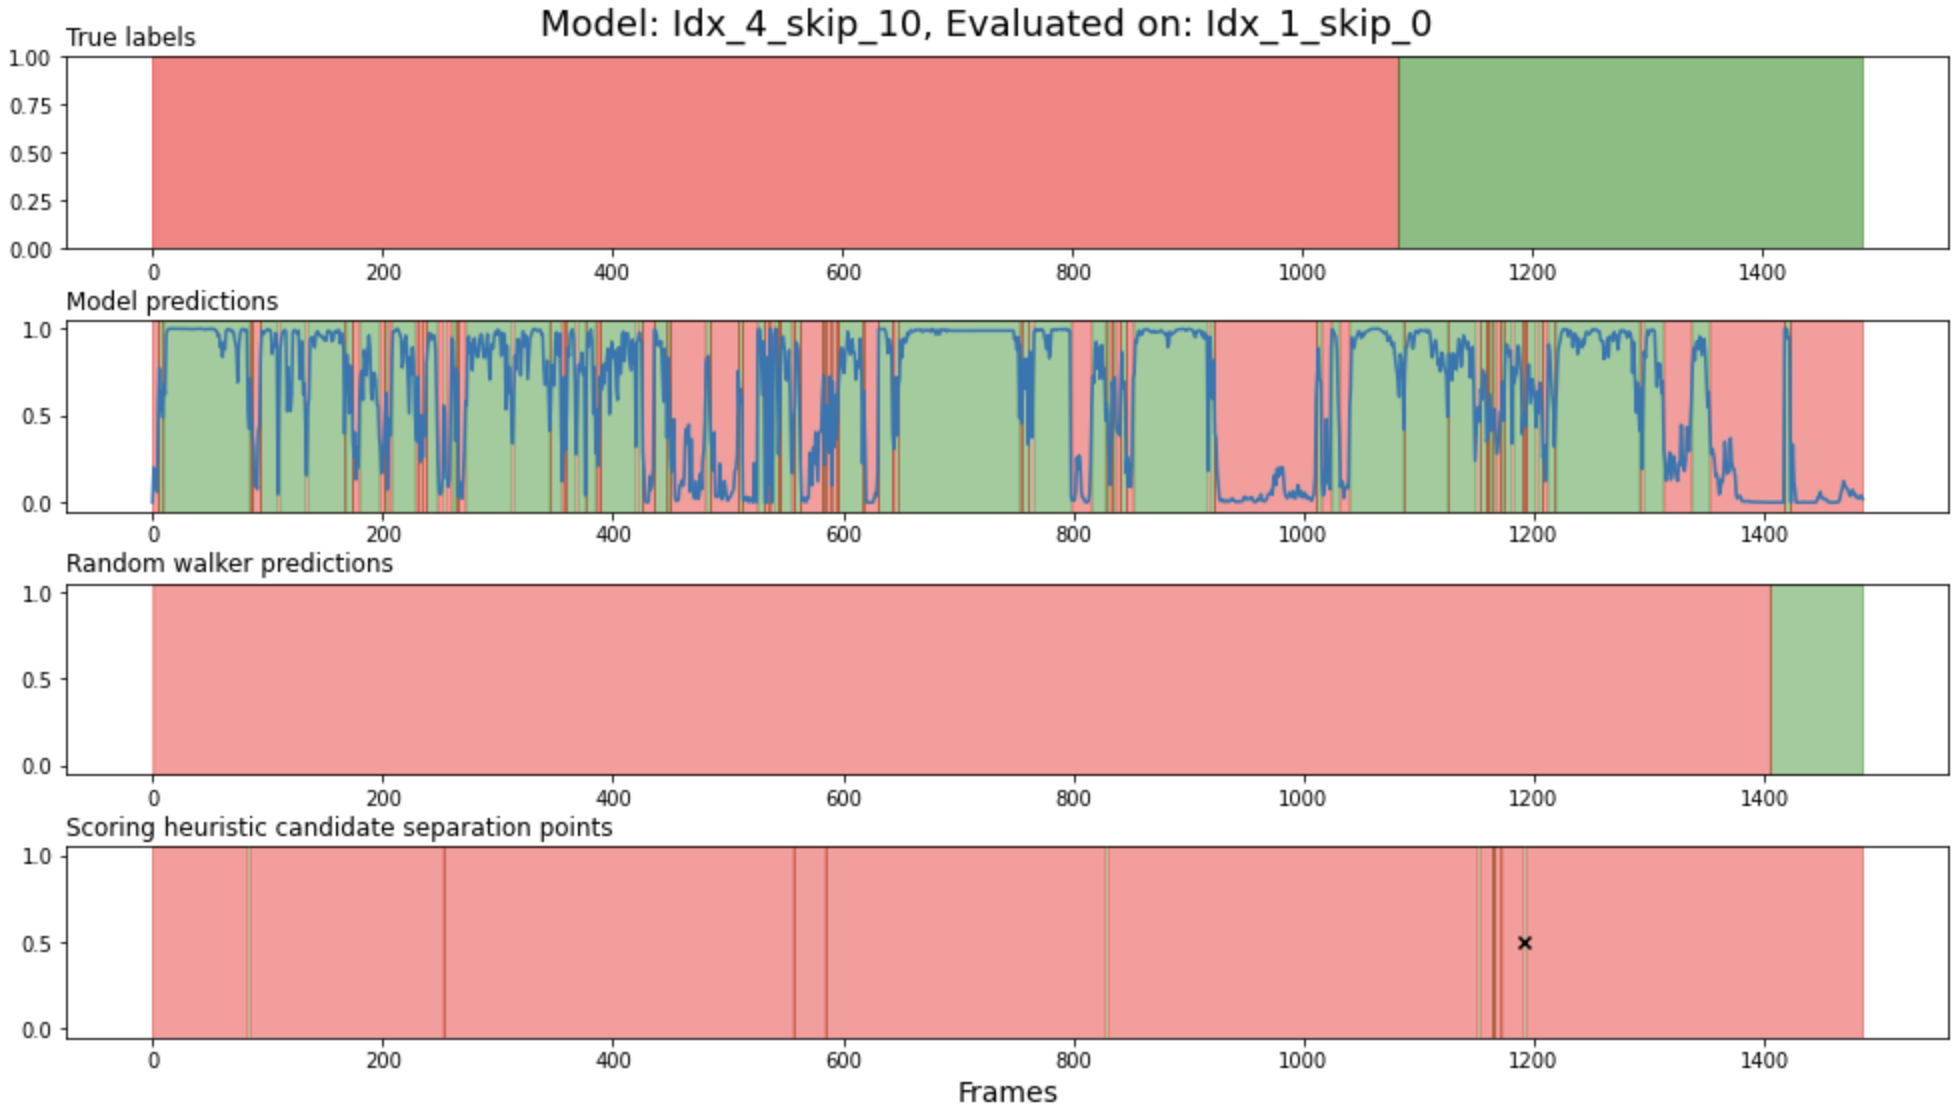 Model: Idx_4_skip_10, Evaluated on: Idx_1_skip_0
True labels
1.00
0.75
0.50
0.25
0.00
0 200 400 600 800 1000 1200 1400
Model predictions
1.0
0.5
0.0
0 200 400 600 800 1000 1200 1400
Random walker predictions
1.0
0.5
0.0
0 200 400 600 800 1000 1200 1400
Scoring heuristic candidate separation points
1.0
0.5
0.0
0 200 400 600 800 1000 1200 1400
Frames